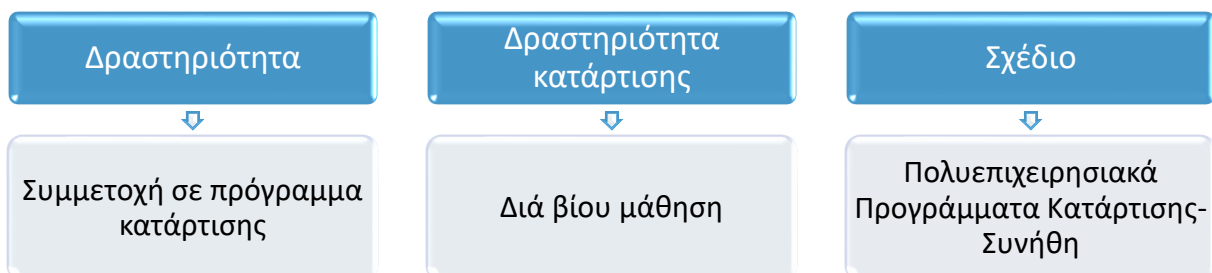 Δραστηριότητα
Συμμετοχή σε πρόγραμμα
κατάρτισης
Δραστηριότητα
κατάρτισης
Διά βίου μάθηση
Σχέδιο
Πολυεπιχειρησιακά
Προγράμματα Κατάρτισης-
Συνήθη